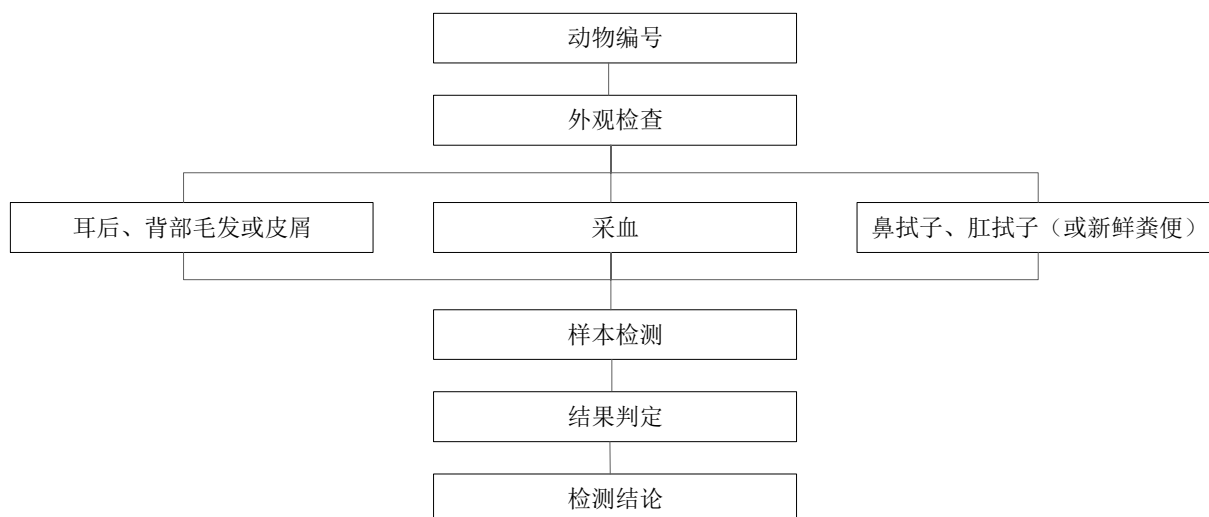 动物编号
外观检查
耳后、背部毛发或皮屑
采血
鼻拭子、肛拭子（或新鲜粪便）
样本检测
结果判定
检测结论